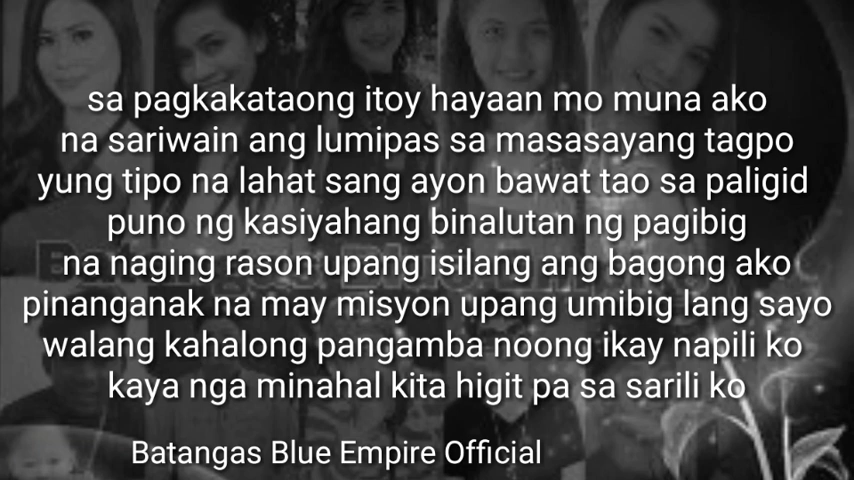 sa pagkakataong itoy hayaan mo muna ako
na sariwain ang lumipas sa masasayang tagpo
yung tipo na lahat sang ayon bawat tao sa paligid
puno ng kasiyahang binalutan ng pagibig
na naging rason upang isilang ang bagong ako
pinanganak na may misyon upang umibig lang sayo
walang kahalong pangamba noong ikay napili ko
kaya nga minahal kita higit pa sa sarili ko
Batangas Blue Empire Official